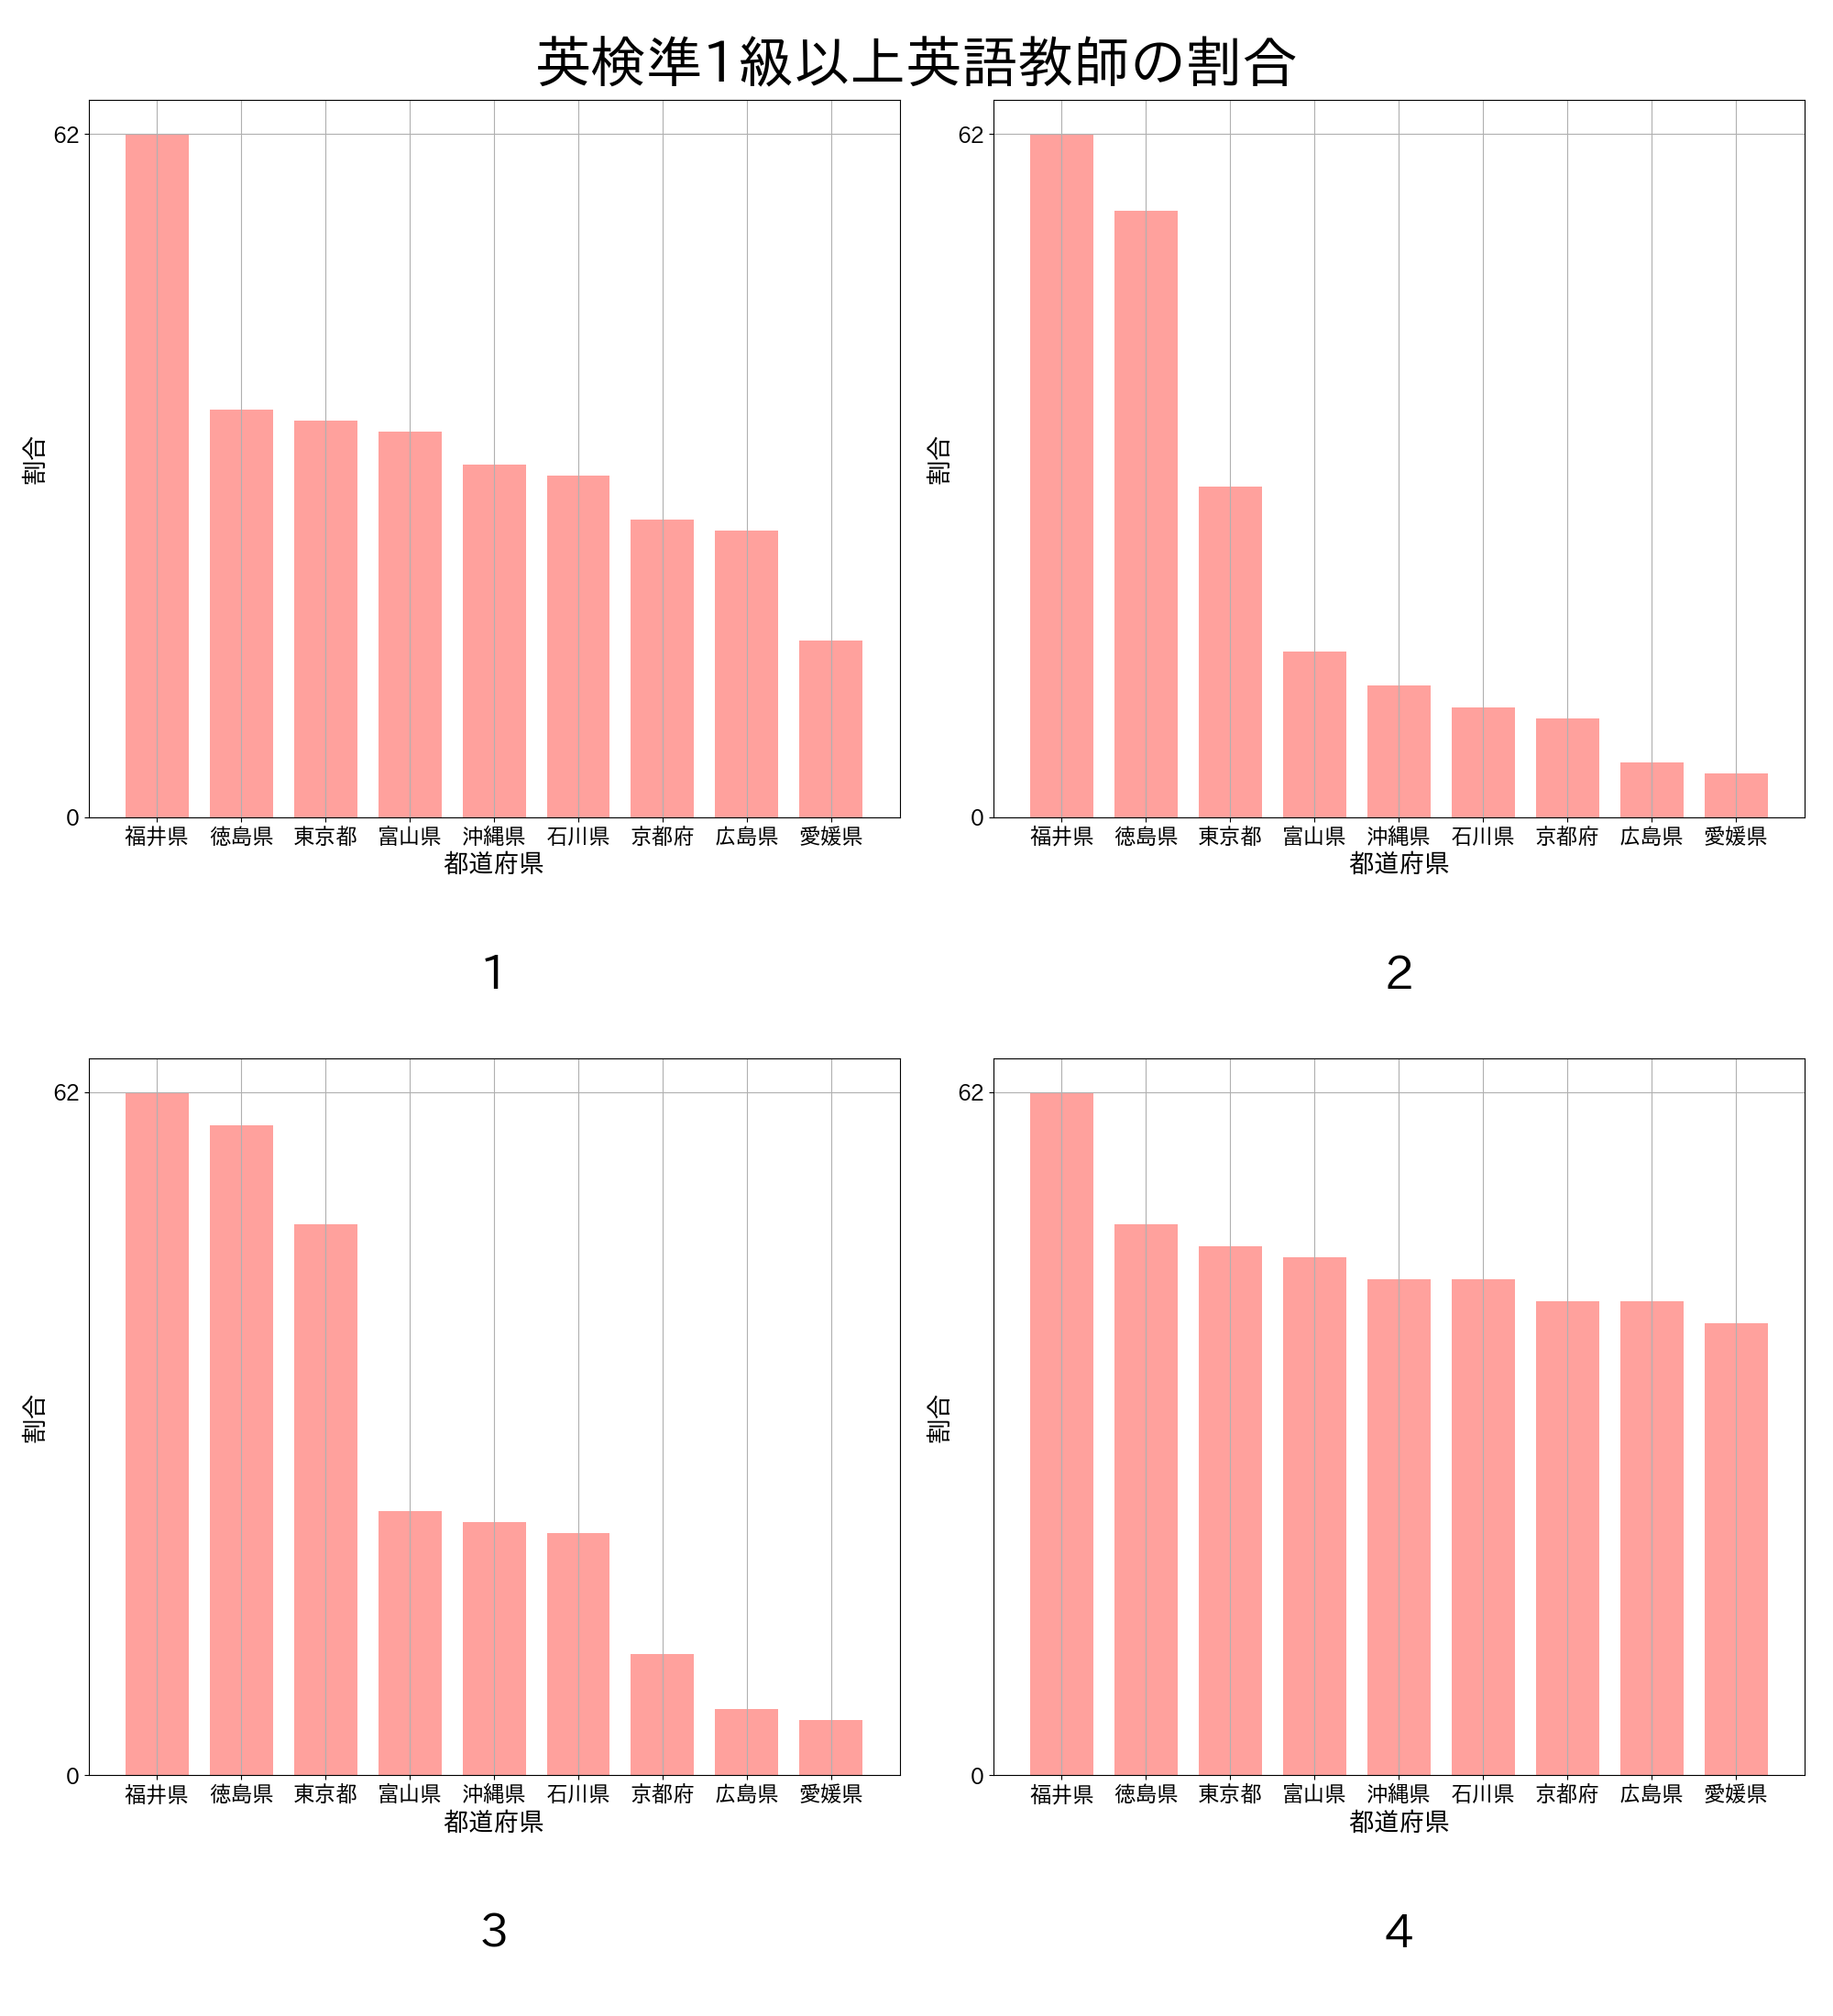 英検準1級以上英語教師の割合
62
割合
0
福井県 徳島県 東京都 富山県 沖縄県 石川県 京都府 広島県 愛媛県
都道府県
1
62
割合
0
福井県 徳島県 東京都 富山県 沖縄県 石川県 京都府 広島県 愛媛県
都道府県
2
62
割合
0
福井県 徳島県 東京都 富山県 沖縄県 石川県 京都府 広島県 愛媛県
都道府県
3
62
割合
0
福井県 徳島県 東京都 富山県 沖縄県 石川県 京都府 広島県 愛媛県
都道府県
4